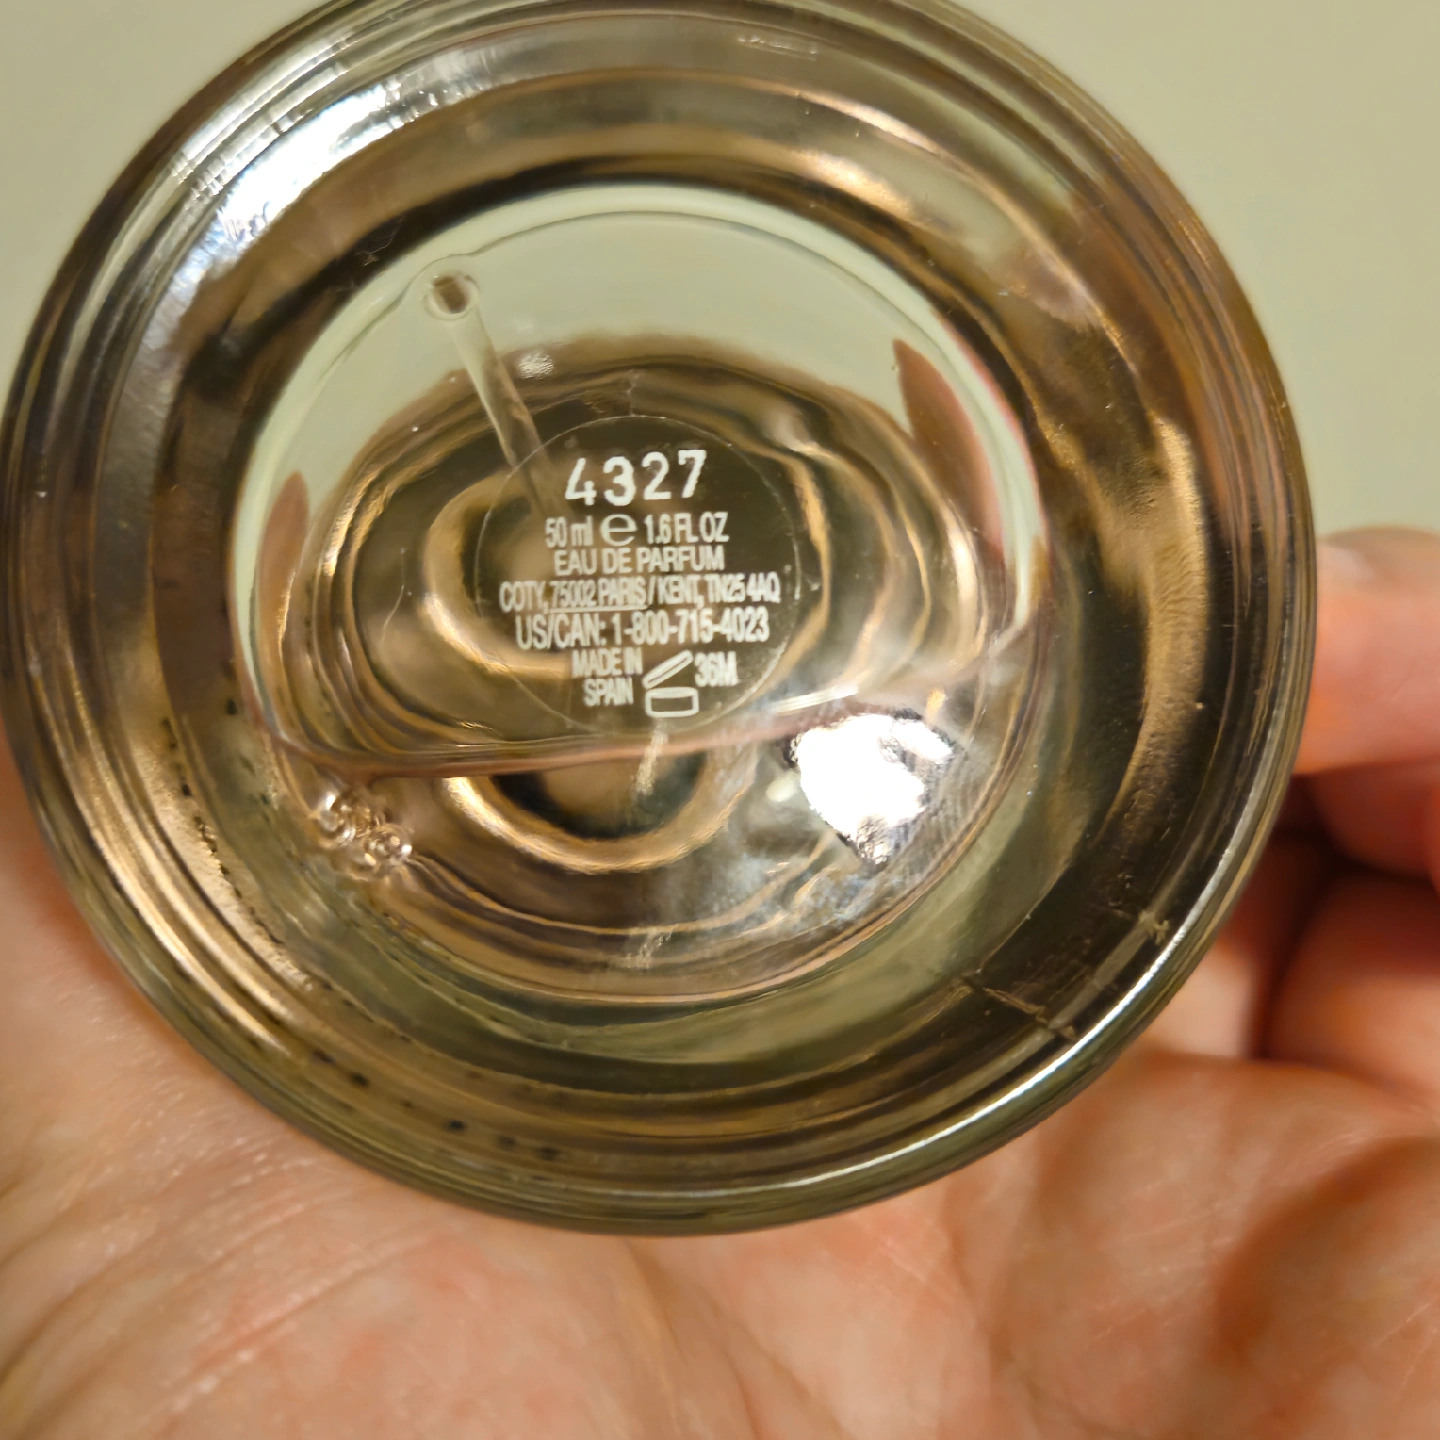 4327
50 ml e 1.6 FL OZ
EAU DE PARFUM
COTY, 75002 PARIS / KENT, TN25 4AQ
US/CAN: 1-800-715-4023
MADE IN 36M
SPAIN